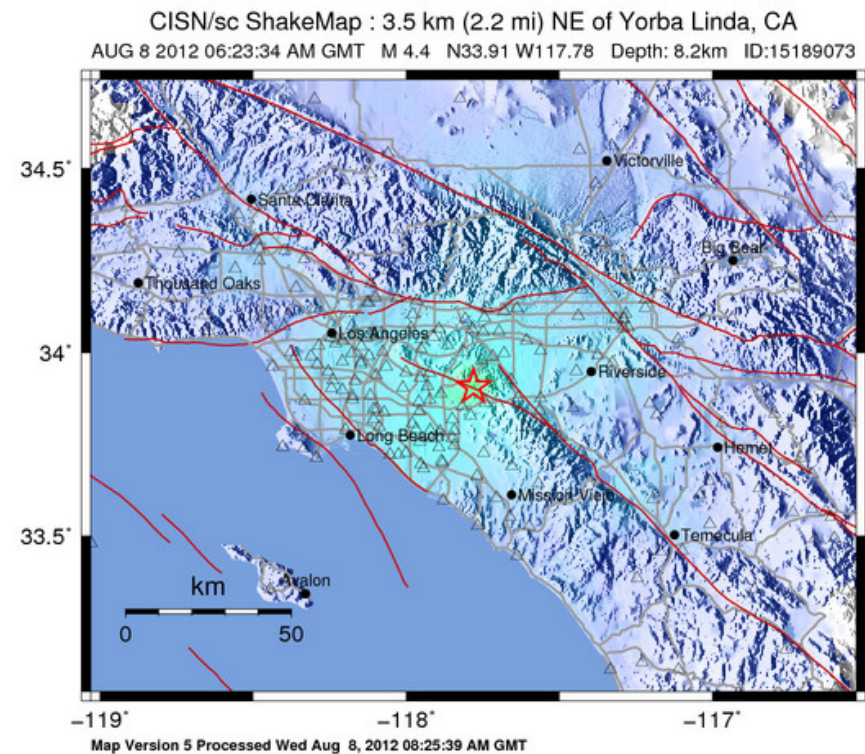 CISN/sc ShakeMap : 3.5 km (2.2 mi) NE of Yorba Linda, CA
AUG 8 2012 06:23:34 AM GMT M 4.4 N33.91 W117.78 Depth: 8.2km ID:15189073
34.5°
Victorville
Santa Clarita
Big Bear
Thousand Oaks
34°
Los Angeles
Riverside
Long Beach
Hemet
Mission Viejo
33.5°
Temecula
km
Avalon
0 50
−119° −118° −117°
Map Version 5 Processed Wed Aug 8, 2012 08:25:39 AM GMT